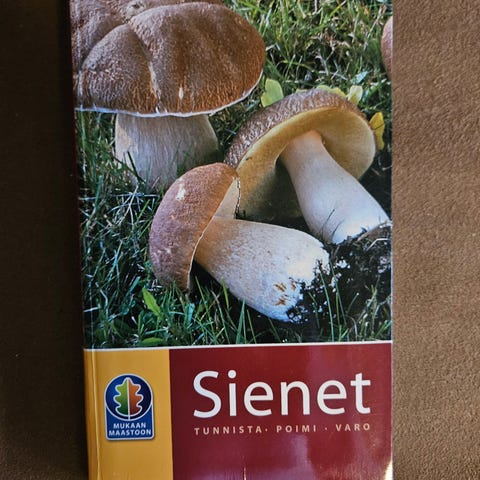 Sienet
TUNNISTA · POIMI · VARO
MUKAAN
MAASTOON